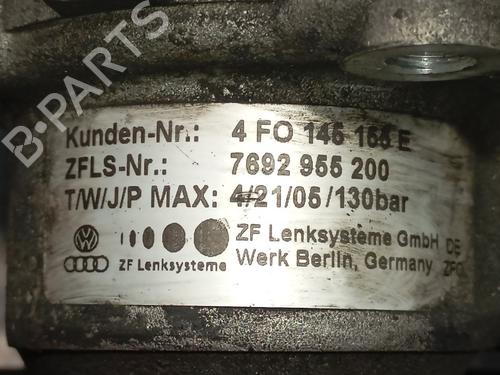 B-PARTS
Kunden-Nr.: 4 FO 145 155 E
ZFLS-Nr.: 7692 955 200
T/W/J/P MAX: 4/21/05/130bar
ZF Lenksysteme GmbH DE
ZF Lenksysteme Werk Berlin, Germany